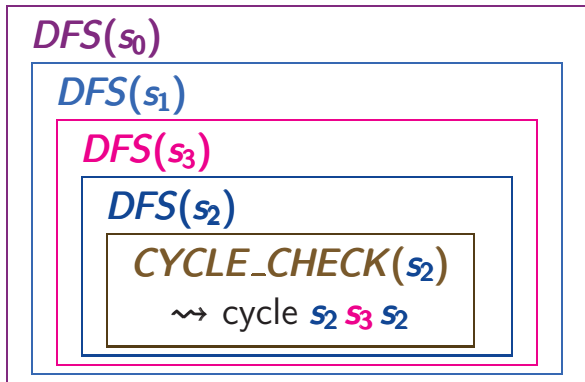 DFS(s₀)
DFS(s₁)
DFS(s₃)
DFS(s₂)
CYCLE_CHECK(s₂)
⇝ cycle s₂ s₃ s₂